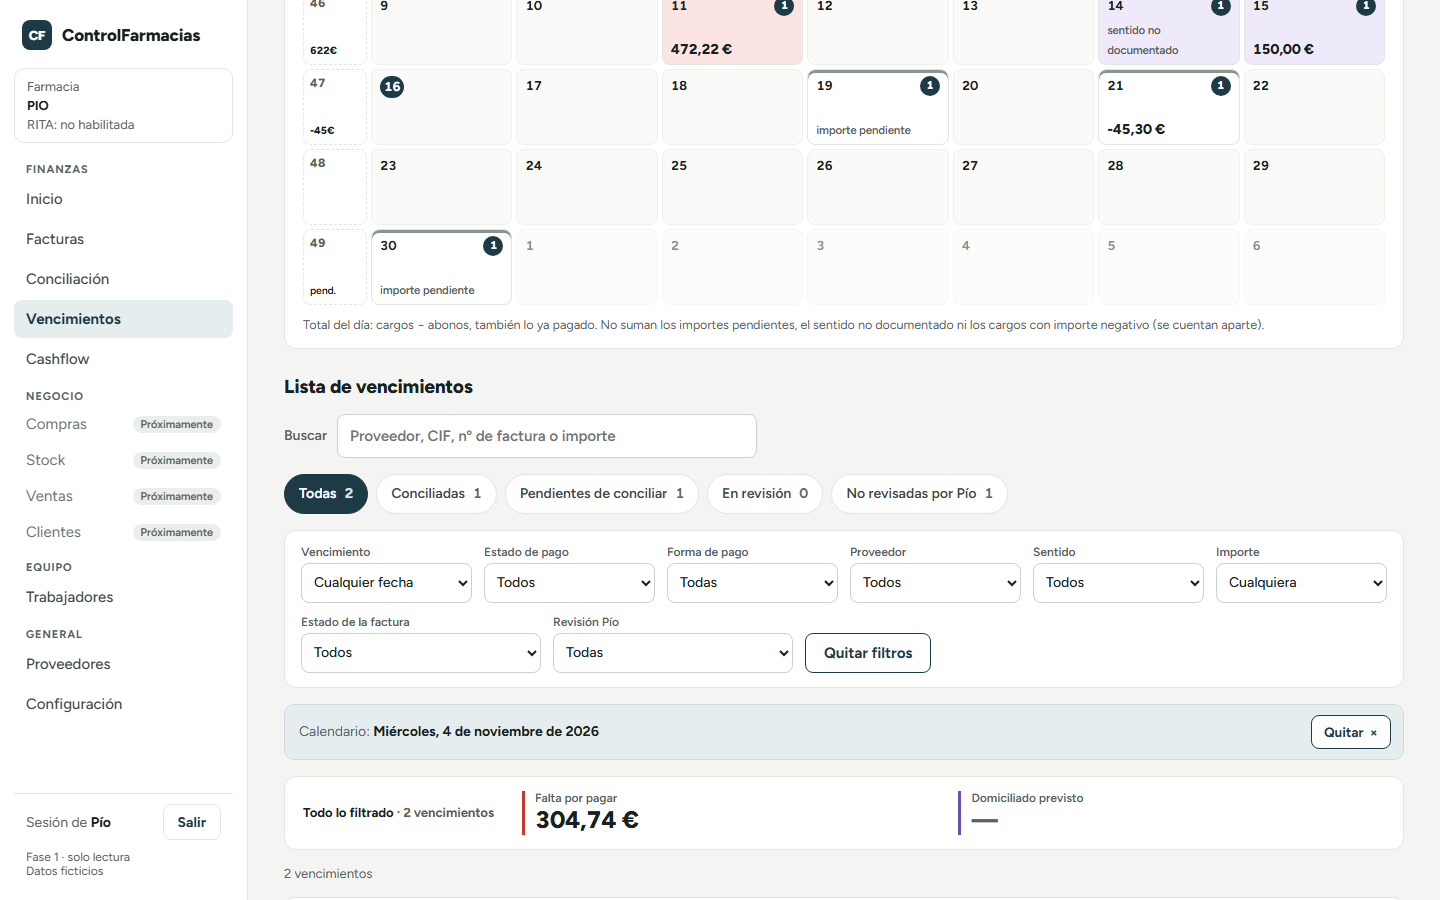 CF ControlFarmacias
Farmacia
PIO
RITA: no habilitada
FINANZAS
Inicio
Facturas
Conciliación
Vencimientos
Cashflow
NEGOCIO
Compras Próximamente
Stock Próximamente
Ventas Próximamente
Clientes Próximamente
EQUIPO
Trabajadores
GENERAL
Proveedores
Configuración
Sesión de Pío Salir
Fase 1 · solo lectura
Datos ficticios
46 9 10 11 1 12 13 14 1 15 1
sentido no
documentado
622€ 472,22 € 150,00 €
47 16 17 18 19 1 20 21 1 22
-45€ importe pendiente -45,30 €
48 23 24 25 26 27 28 29
49 30 1 1 2 3 4 5 6
pend. importe pendiente
Total del día: cargos − abonos, también lo ya pagado. No suman los importes pendientes, el sentido no documentado ni los cargos con importe negativo (se cuentan aparte).
Lista de vencimientos
Buscar Proveedor, CIF, nº de factura o importe
Todas 2 Conciliadas 1 Pendientes de conciliar 1 En revisión 0 No revisadas por Pío 1
Vencimiento Estado de pago Forma de pago Proveedor Sentido Importe
Cualquier fecha Todos Todas Todos Todos Cualquiera
Estado de la factura Revisión Pío
Todos Todas Quitar filtros
Calendario: Miércoles, 4 de noviembre de 2026 Quitar ×
Todo lo filtrado · 2 vencimientos
Falta por pagar
304,74 €
Domiciliado previsto
—
2 vencimientos